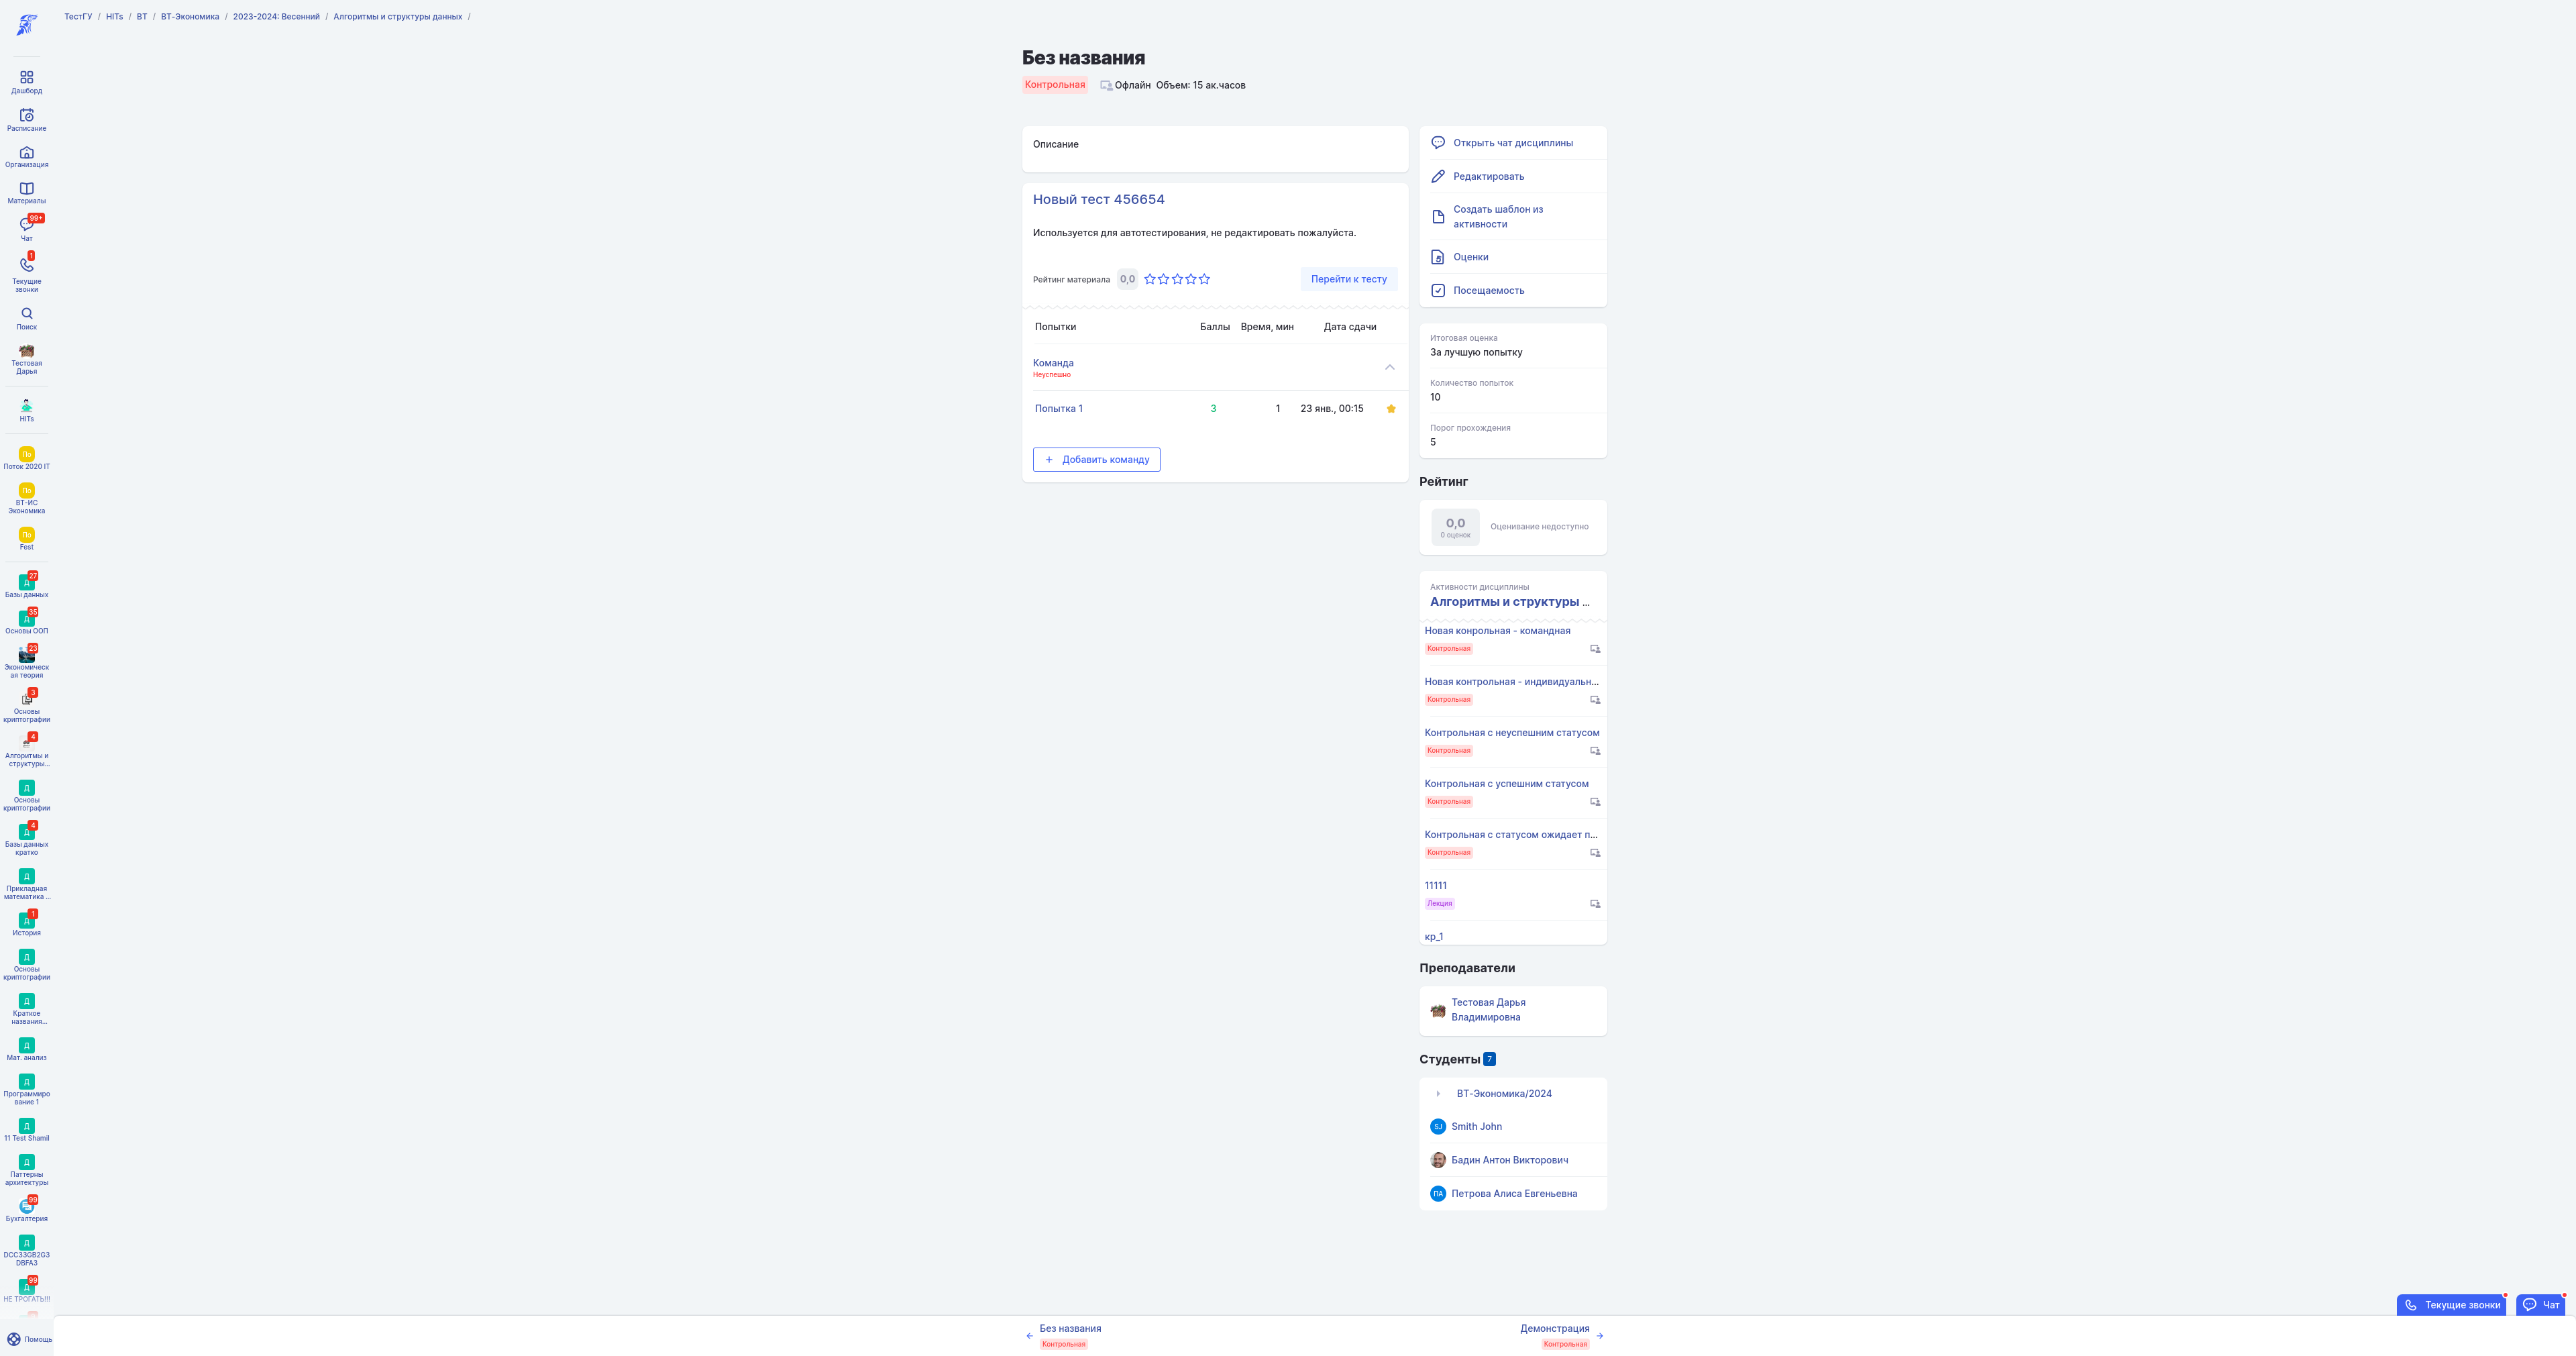 ТестГУ / HITs / ВТ / ВТ-Экономика / 2023-2024: Весенний / Алгоритмы и структуры данных /
Дашборд
Расписание
Организация
Материалы
99+
Чат
1
Текущие
звонки
Поиск
Тестовая
Дарья
HITs
По
Поток 2020 IT
По
ВТ-ИС
Экономика
По
Fest
27
Д
Базы данных
35
Д
Основы ООП
23
Экономическ
ая теория
3
Основы
криптографии
4
Алгоритмы и
структуры...
Д
Основы
криптографии
4
Д
Базы данных
кратко
Д
Прикладная
математика ...
1
Д
История
Д
Основы
криптографии
Д
Краткое
названия...
Д
Мат. анализ
Д
Программиро
вание 1
Д
11 Test Shamil
Д
Паттерны
архитектуры
99
Бухгалтерия
Д
DCC33GB2G3
DBFA3
99
Д
НЕ ТРОГАТЬ!!!
Помощь
Без названия
Контрольная Офлайн Объем: 15 ак.часов
Описание
Новый тест 456654
Используется для автотестирования, не редактировать пожалуйста.
Рейтинг материала 0,0 Перейти к тесту
Попытки Баллы Время, мин Дата сдачи
Команда
Неуспешно
Попытка 1 3 1 23 янв., 00:15
+ Добавить команду
Открыть чат дисциплины
Редактировать
Создать шаблон из
активности
Оценки
Посещаемость
Итоговая оценка
За лучшую попытку
Количество попыток
10
Порог прохождения
5
Рейтинг
0,0
0 оценок
Оценивание недоступно
Активности дисциплины
Алгоритмы и структуры ...
Новая конрольная - командная
Контрольная
Новая контрольная - индивидуальн...
Контрольная
Контрольная с неуспешним статусом
Контрольная
Контрольная с успешним статусом
Контрольная
Контрольная с статусом ожидает п...
Контрольная
11111
Лекция
кр_1
Преподаватели
Тестовая Дарья
Владимировна
Студенты 7
ВТ-Экономика/2024
SJ Smith John
Бадин Антон Викторович
ПА Петрова Алиса Евгеньевна
Текущие звонки
Чат
Без названия
Контрольная
Демонстрация
Контрольная